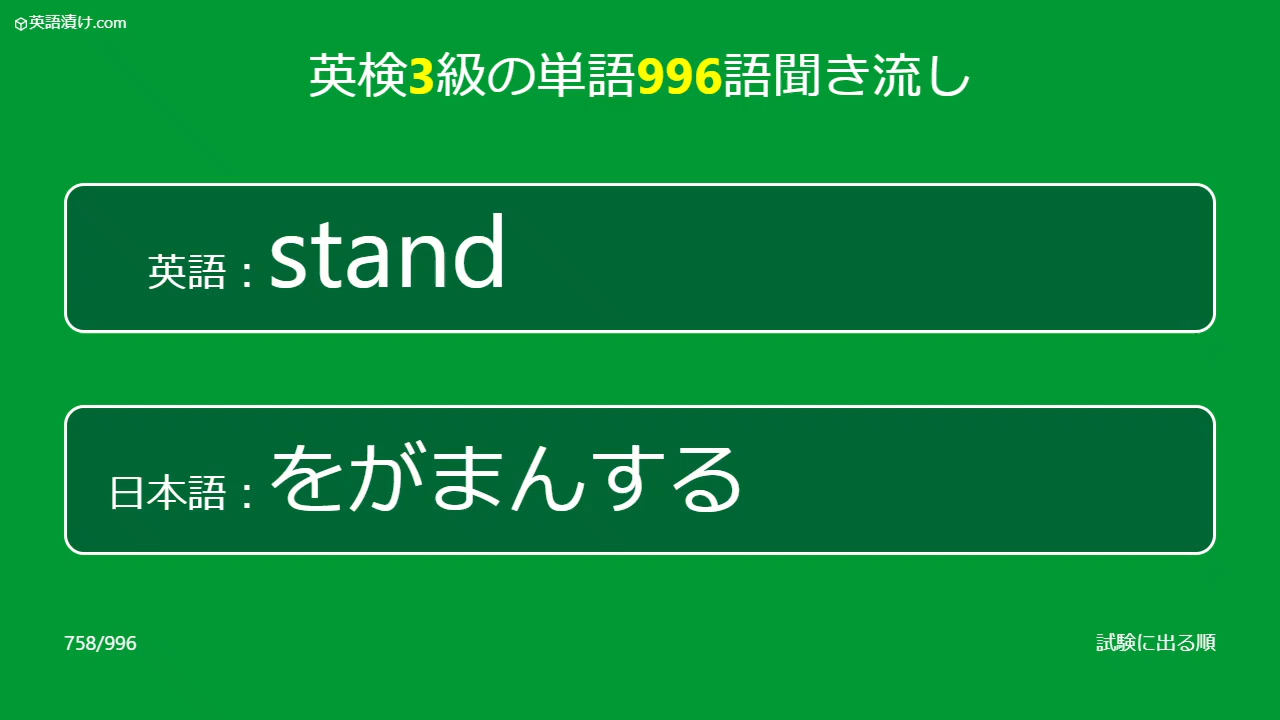 英語漬け.com
英検3級の単語996語聞き流し
英語：stand
日本語：をがまんする
758/996
試験に出る順